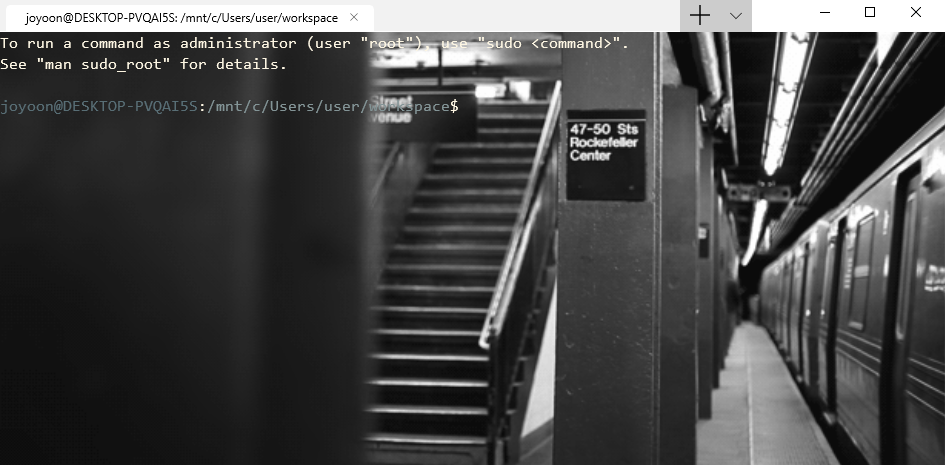 joyoon@DESKTOP-PVQAI5S: /mnt/c/Users/user/workspace
To run a command as administrator (user "root"), use "sudo <command>".
See "man sudo_root" for details.
joyoon@DESKTOP-PVQAI5S:/mnt/c/Users/user/workspace$
Street
venue
47-50 Sts
Rockefeller
Center